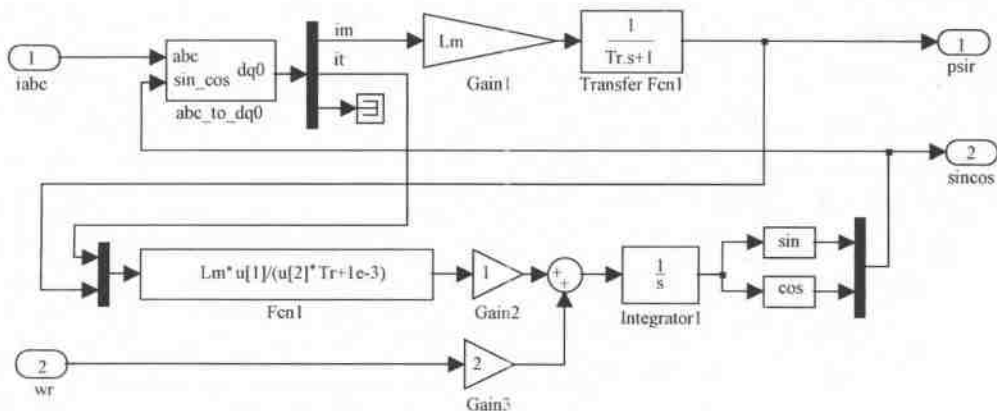 1
iabc
abc
sin_cos
dq0
abc_to_dq0
im
it
Lm
Gain1
1
Tr.s+1
Transfer Fcn1
1
psir
2
sincos
Lm*u[1]/(u[2]*Tr+1e-3)
Fcn1
1
Gain2
+
+
1
s
Integrator1
sin
cos
2
wr
2
Gain3